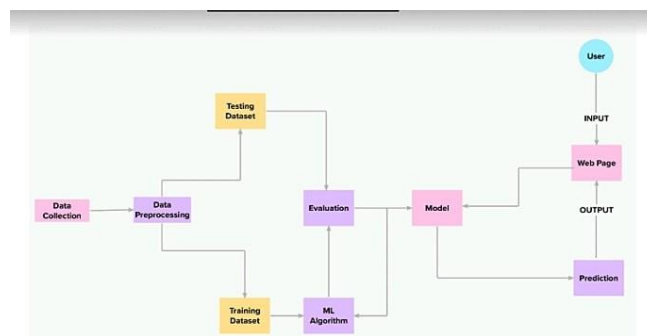 User
Testing
Dataset
INPUT
Web Page
Data
Collection
Data
Preprocessing
Evaluation
Model
OUTPUT
Prediction
Training
Dataset
ML
Algorithm